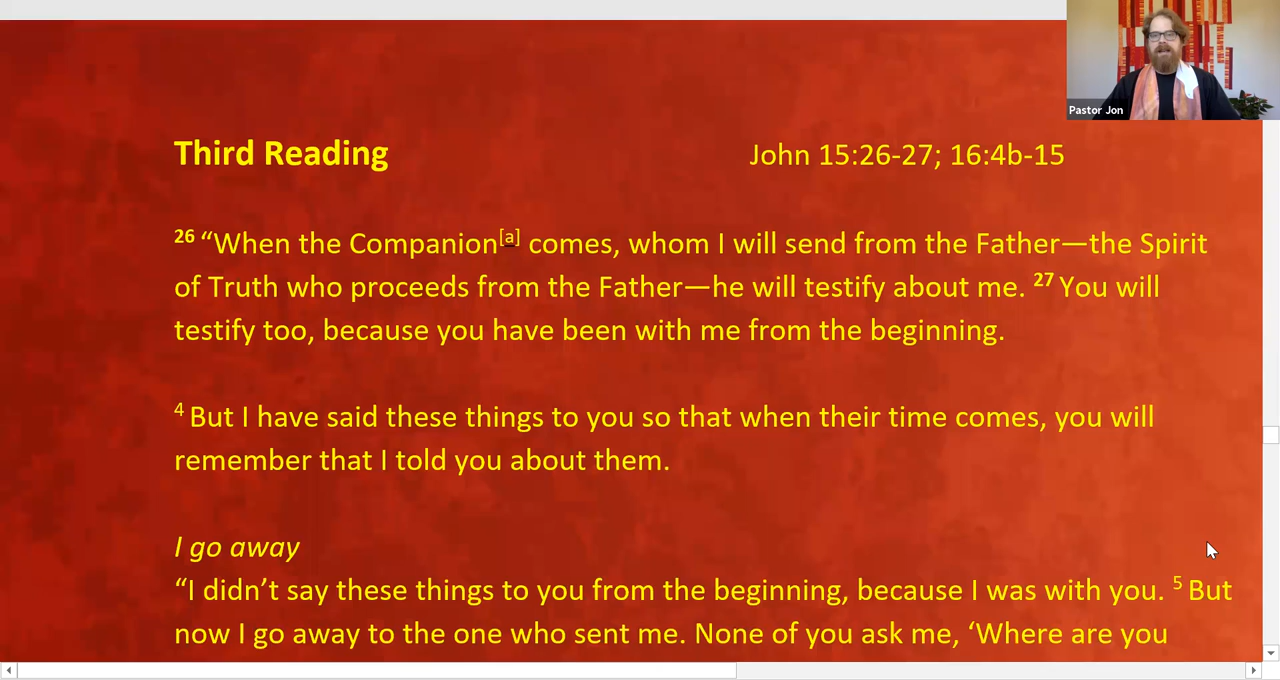 Pastor Jon
Third Reading John 15:26-27; 16:4b-15
26 “When the Companion[a] comes, whom I will send from the Father—the Spirit
of Truth who proceeds from the Father—he will testify about me. 27 You will
testify too, because you have been with me from the beginning.
4 But I have said these things to you so that when their time comes, you will
remember that I told you about them.
I go away
“I didn’t say these things to you from the beginning, because I was with you. 5 But
now I go away to the one who sent me. None of you ask me, ‘Where are you